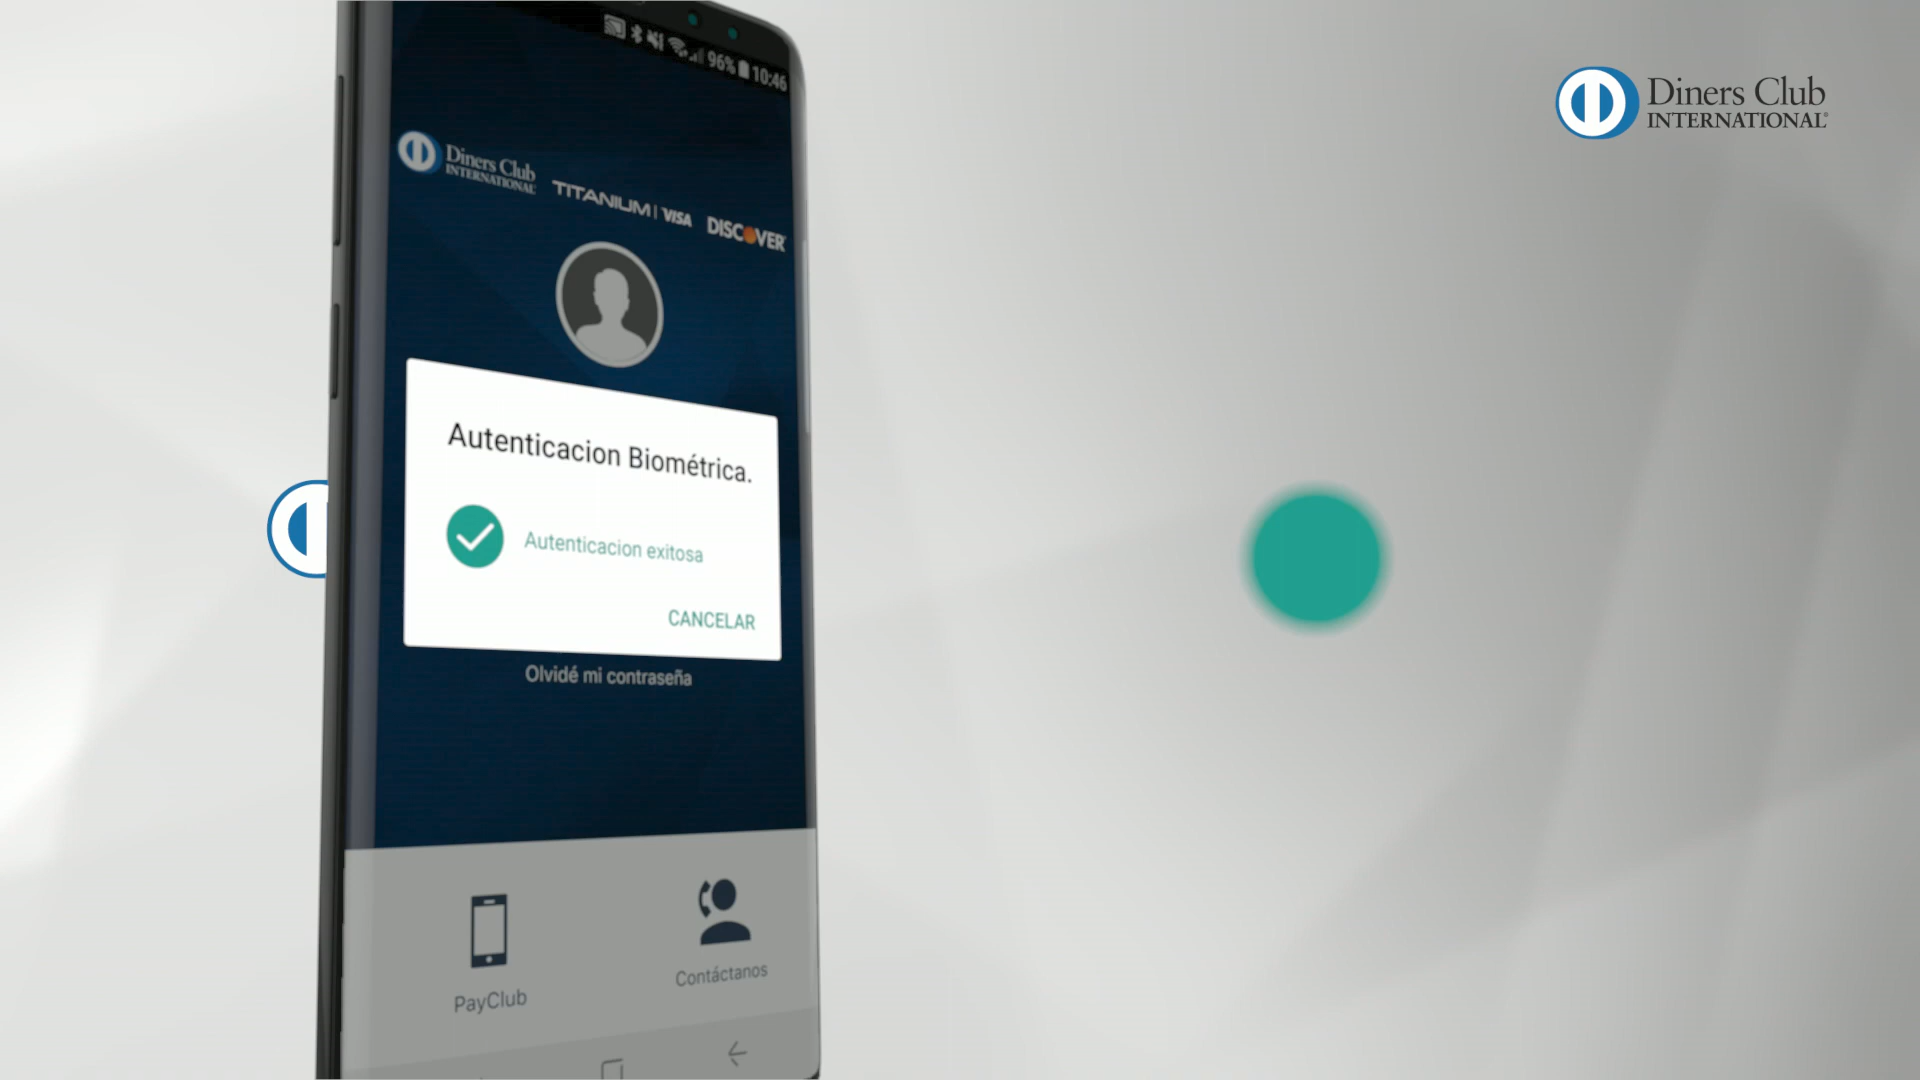 96% 10:46
Diners Club
INTERNATIONAL
TITANIUM | VISA
DISCOVER
Autenticacion Biométrica.
Autenticacion exitosa
CANCELAR
Olvidé mi contraseña
PayClub
Contáctanos
Diners Club
INTERNATIONAL®